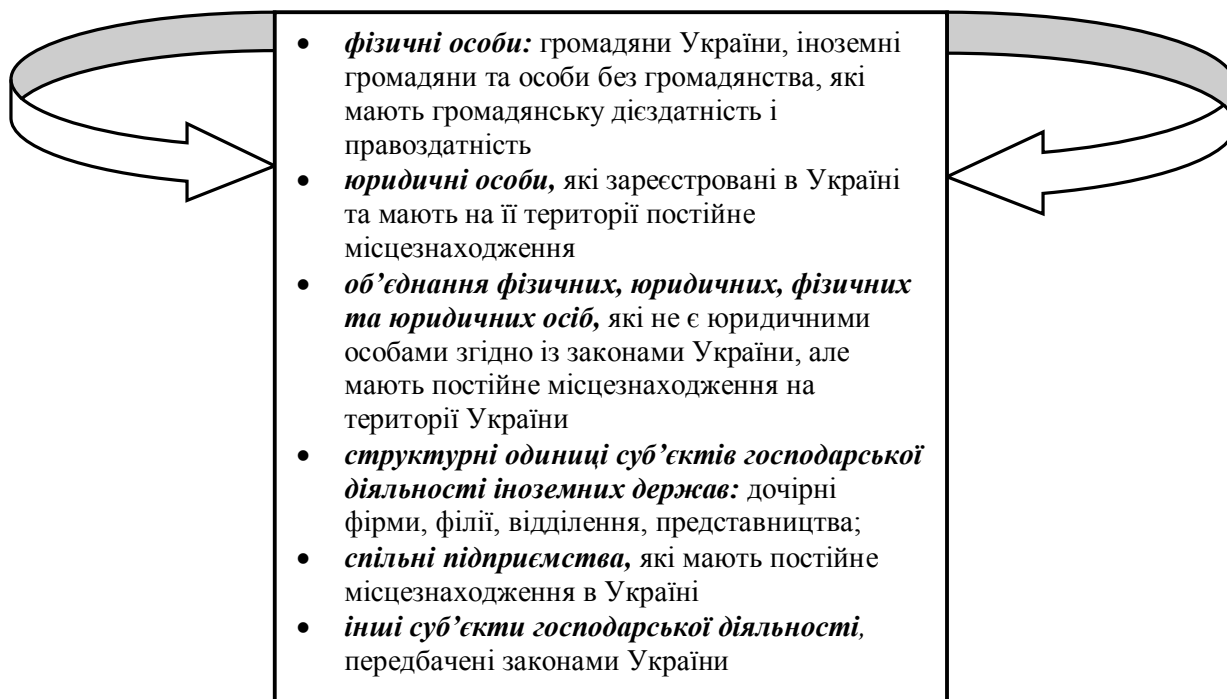 • фізичні особи: громадяни України, іноземні
громадяни та особи без громадянства, які
мають громадянську дієздатність і
правоздатність
• юридичні особи, які зареєстровані в Україні
та мають на її території постійне
місцезнаходження
• об’єднання фізичних, юридичних, фізичних
та юридичних осіб, які не є юридичними
особами згідно із законами України, але
мають постійне місцезнаходження на
території України
• структурні одиниці суб’єктів господарської
діяльності іноземних держав: дочірні
фірми, філії, відділення, представництва;
• спільні підприємства, які мають постійне
місцезнаходження в Україні
• інші суб’єкти господарської діяльності,
передбачені законами України